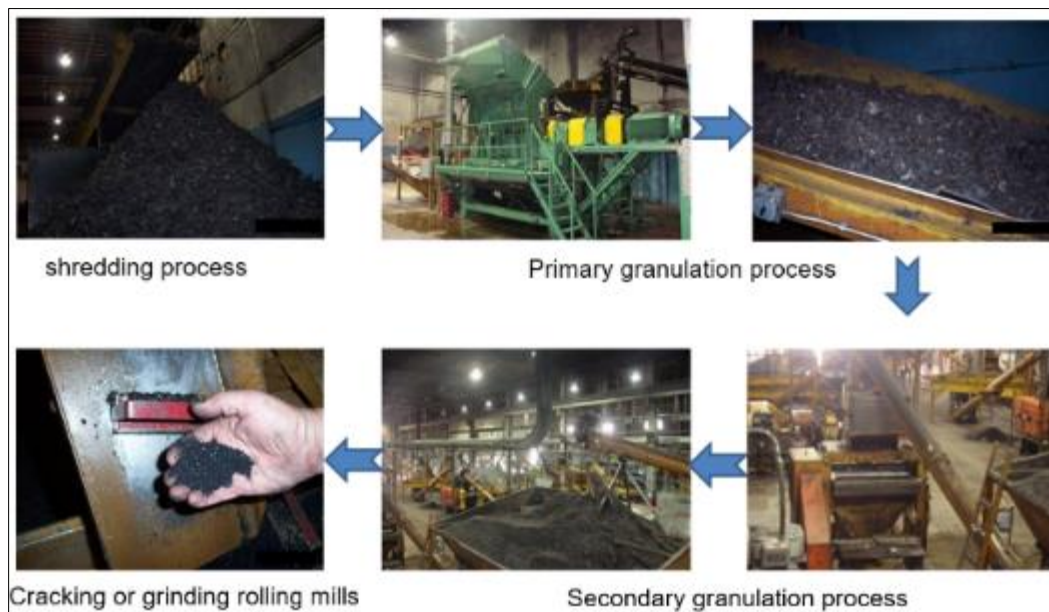 shredding process
Primary granulation process
Cracking or grinding rolling mills
Secondary granulation process